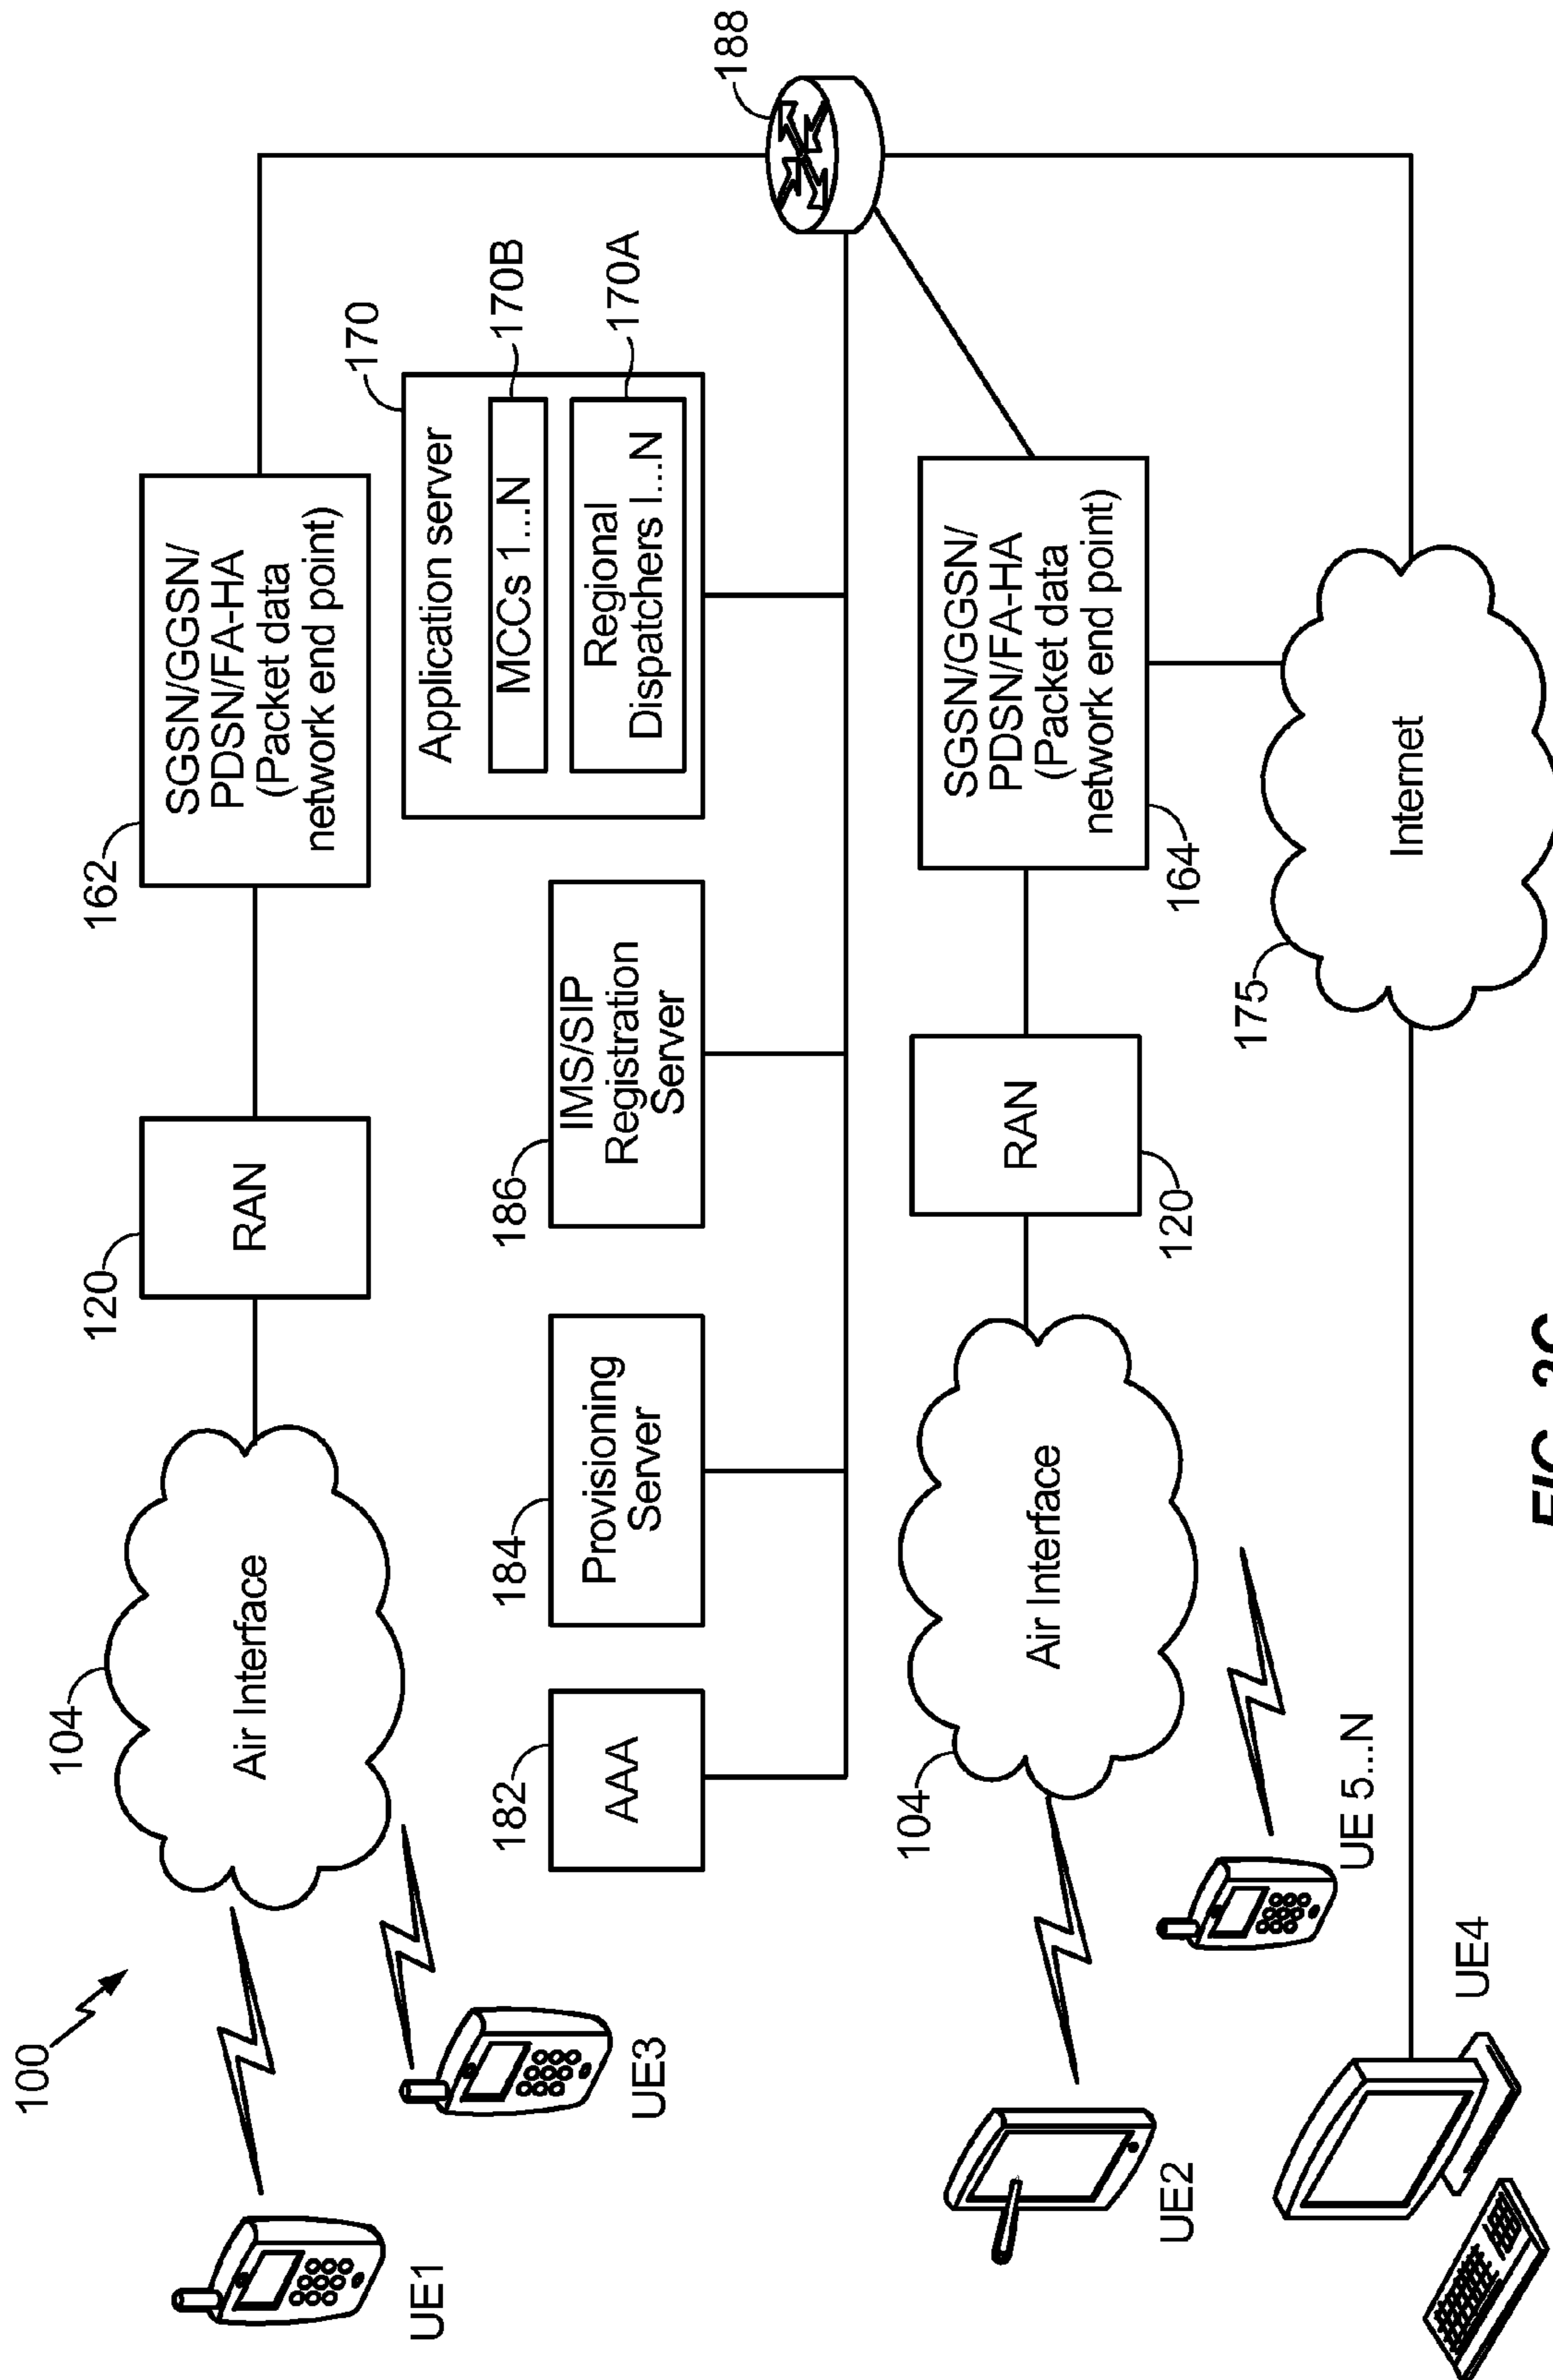 100
104
Air Interface
120
RAN
162
SGSN/GGSN/
PDSN/FA-HA
(Packet data
network end point)
UE1
UE3
182
AAA
184
Provisioning
Server
186
IMS/SIP
Registration
Server
170
Application server
MCCs 1...N
170B
Regional
Dispatchers I...N
170A
188
104
Air Interface
RAN
120
SGSN/GGSN/
PDSN/FA-HA
(Packet data
network end point)
164
UE2
UE 5...N
175
Internet
UE4